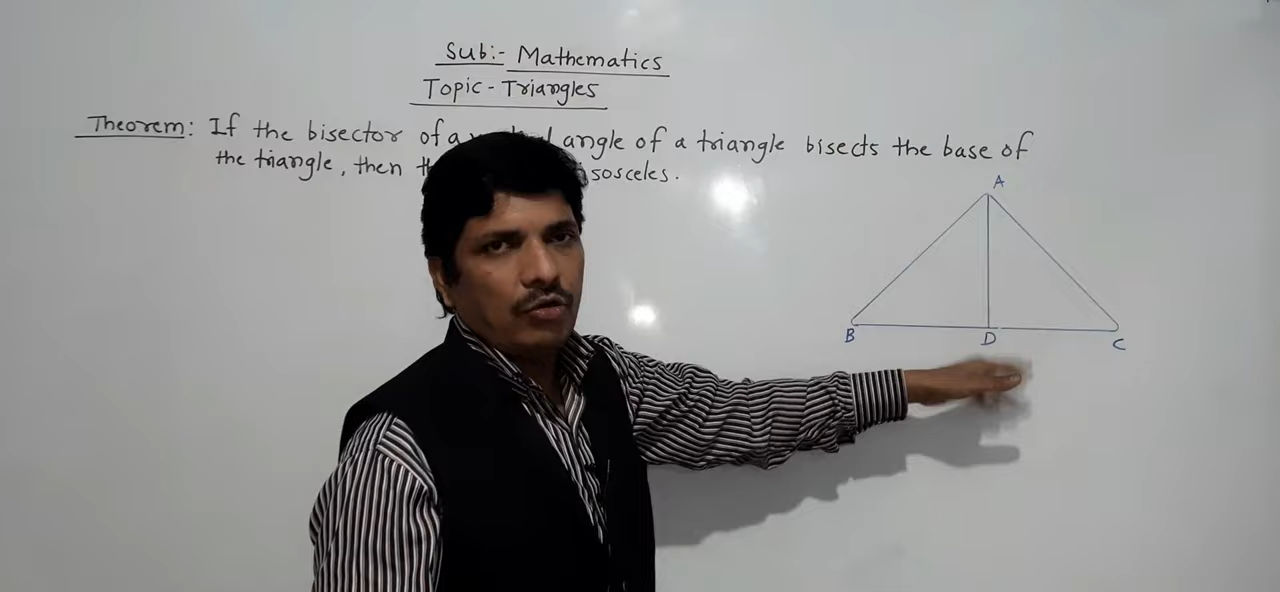 Sub:- Mathematics
Topic - Triangles
Theorem: If the bisector of a angle of a triangle bisects the base of
the triangle, then sosceles.
A
B
D
C